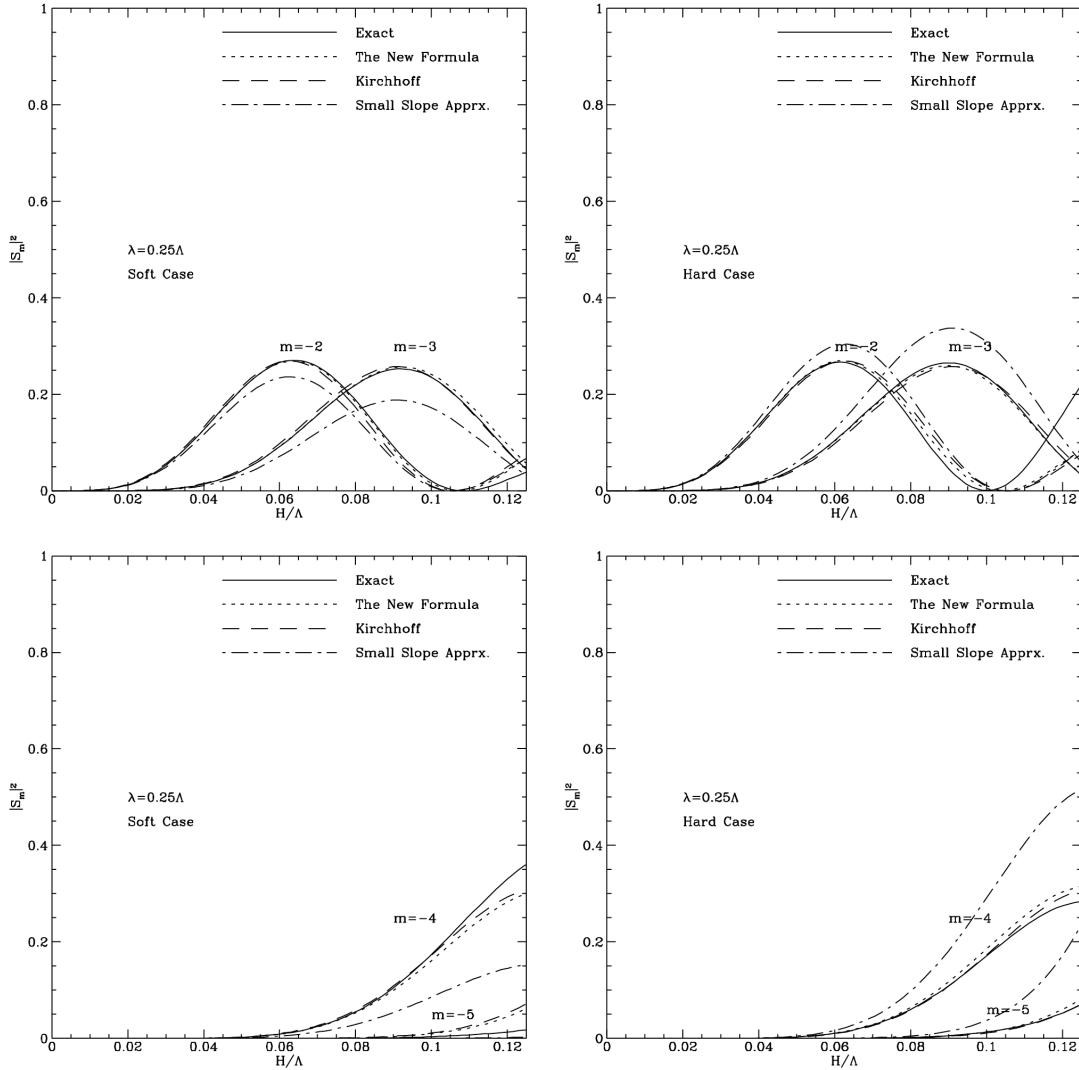 1
Exact
The New Formula
Kirchhoff
Small Slope Apprx.
0.8
0.6
|S_m|²
λ=0.25Λ
Soft Case
0.4
m=−2
m=−3
0.2
0
0
0.02
0.04
0.06
0.08
0.1
0.12
H/Λ
1
Exact
The New Formula
Kirchhoff
Small Slope Apprx.
0.8
0.6
|S_m|²
λ=0.25Λ
Hard Case
0.4
m=−2
m=−3
0.2
0
0
0.02
0.04
0.06
0.08
0.1
0.12
H/Λ
1
Exact
The New Formula
Kirchhoff
Small Slope Apprx.
0.8
0.6
|S_m|²
λ=0.25Λ
Soft Case
0.4
m=−4
0.2
m=−5
0
0
0.02
0.04
0.06
0.08
0.1
0.12
H/Λ
1
Exact
The New Formula
Kirchhoff
Small Slope Apprx.
0.8
0.6
|S_m|²
λ=0.25Λ
Hard Case
0.4
m=−4
0.2
m=−5
0
0
0.02
0.04
0.06
0.08
0.1
0.12
H/Λ